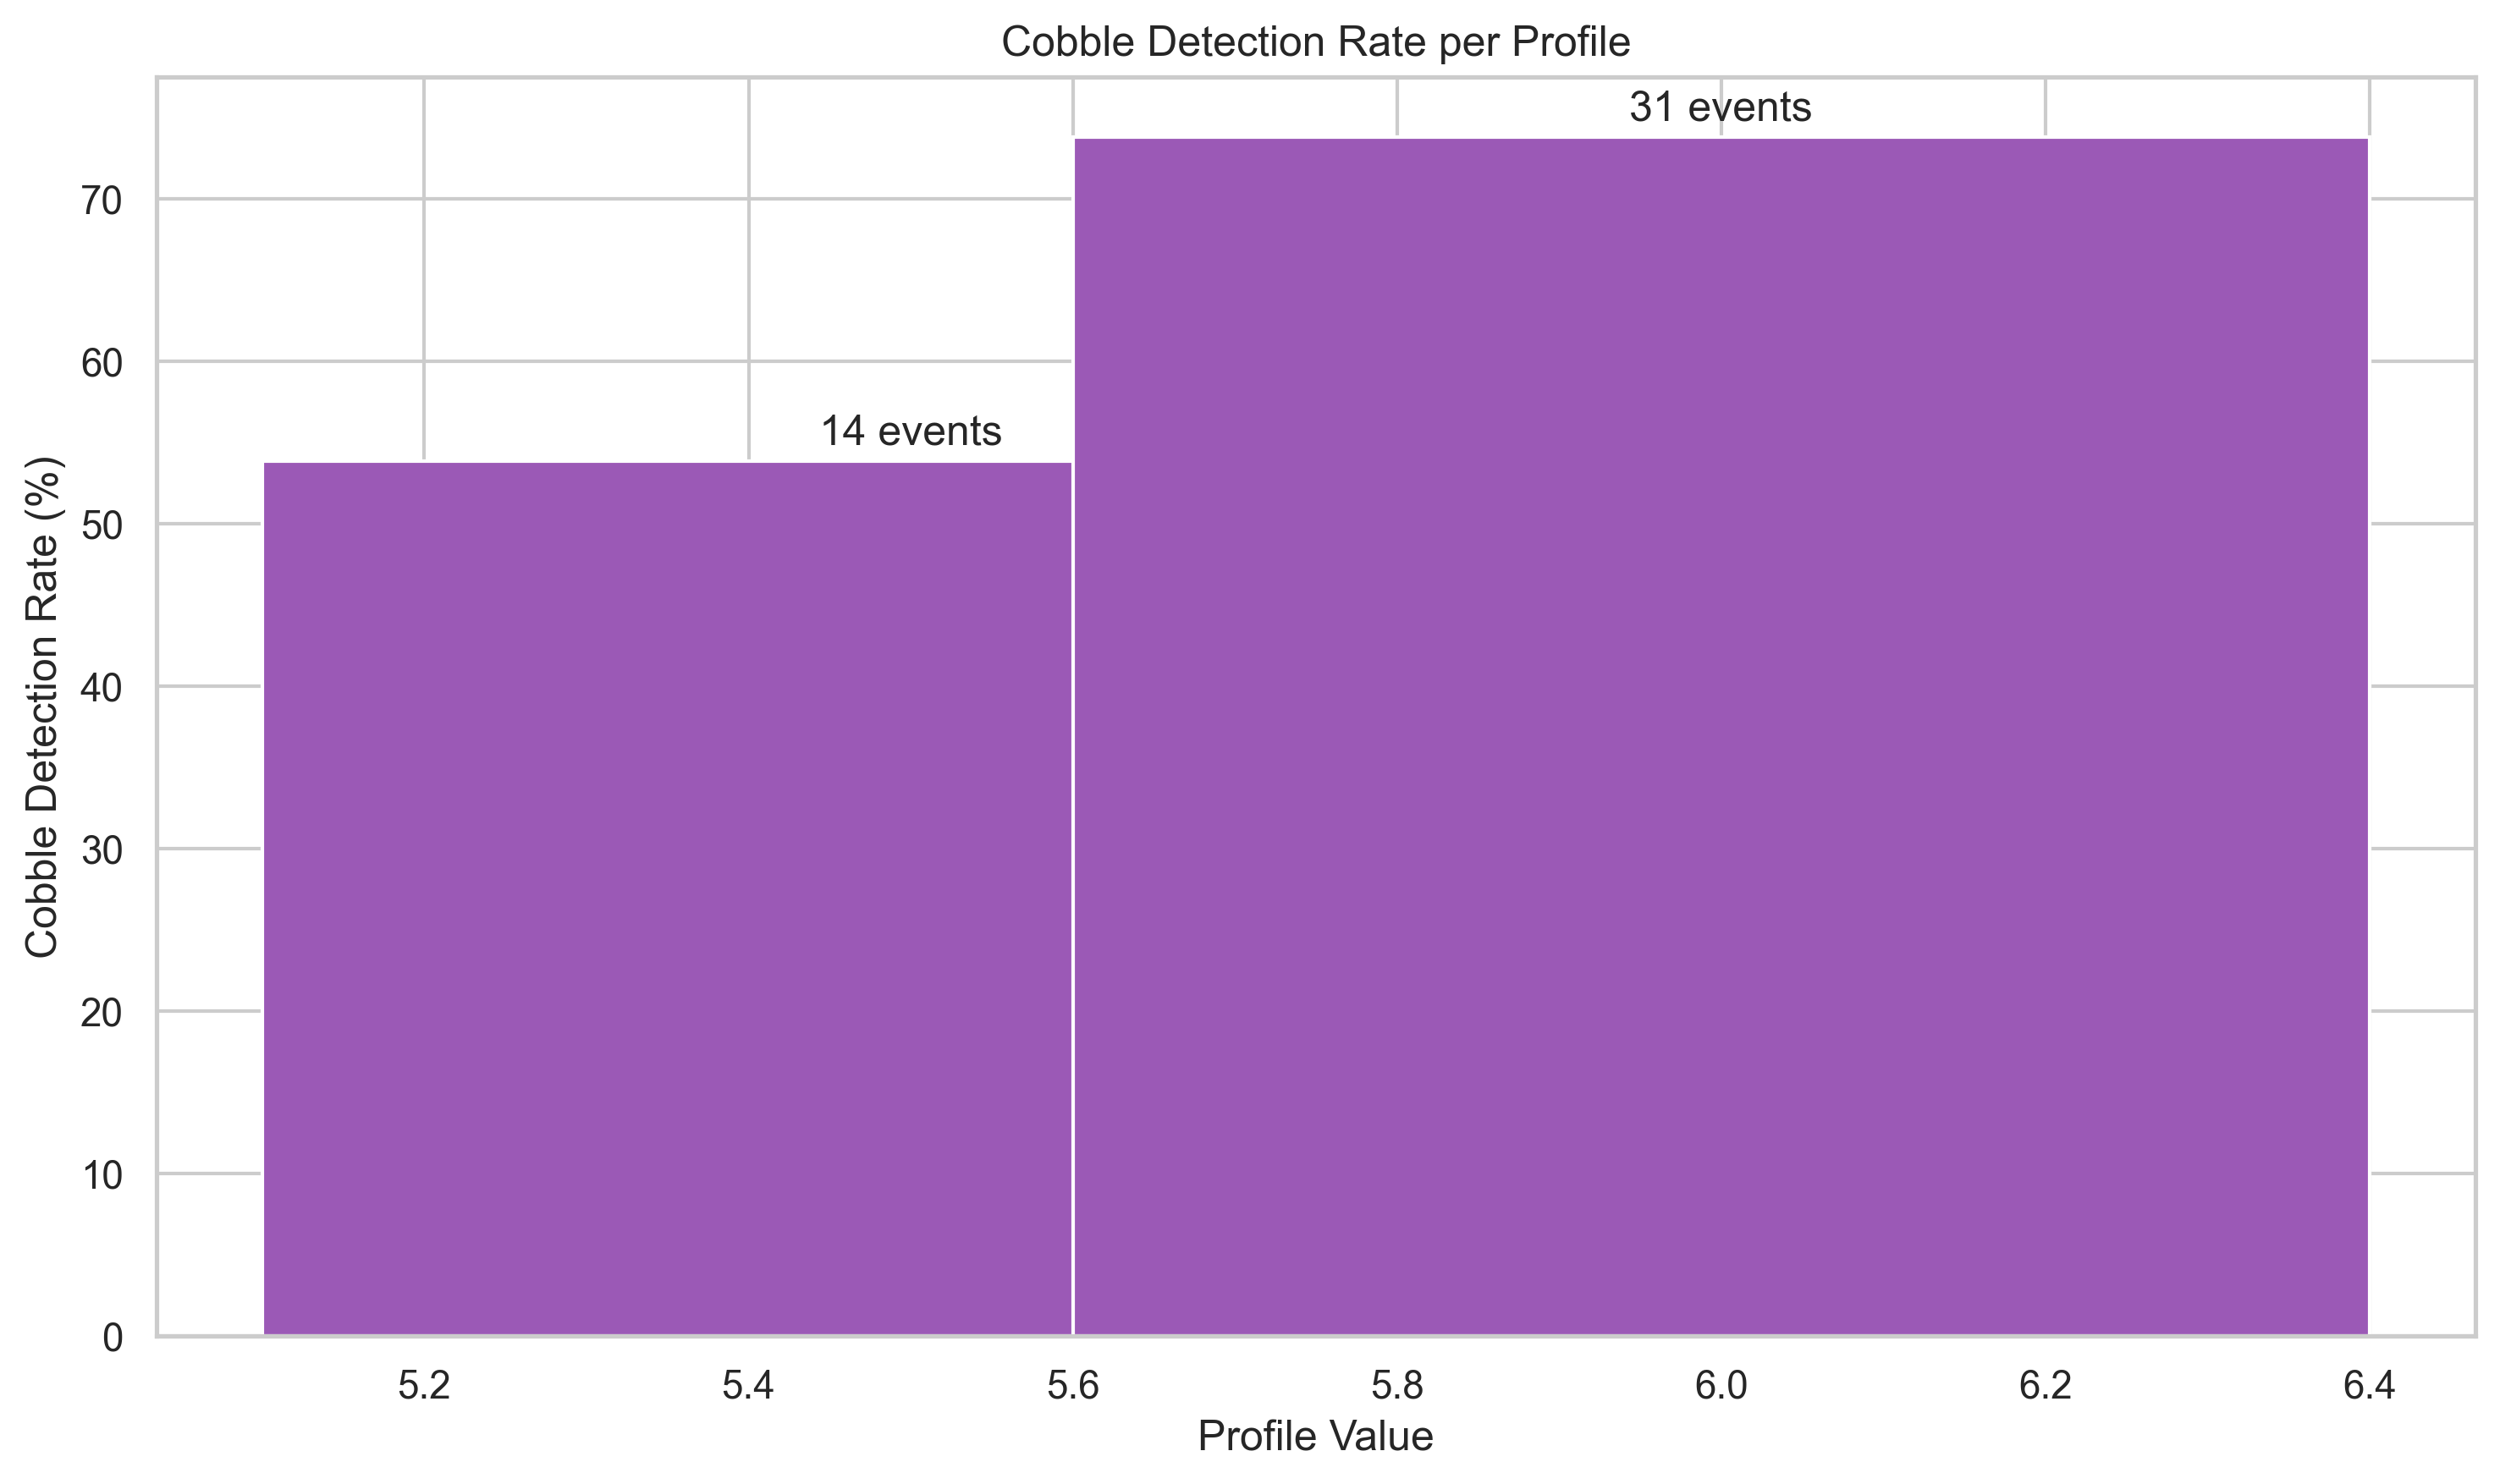 Cobble Detection Rate per Profile
31 events
14 events
Cobble Detection Rate (%)
70
60
50
40
30
20
10
0
5.2 5.4 5.6 5.8 6.0 6.2 6.4
Profile Value